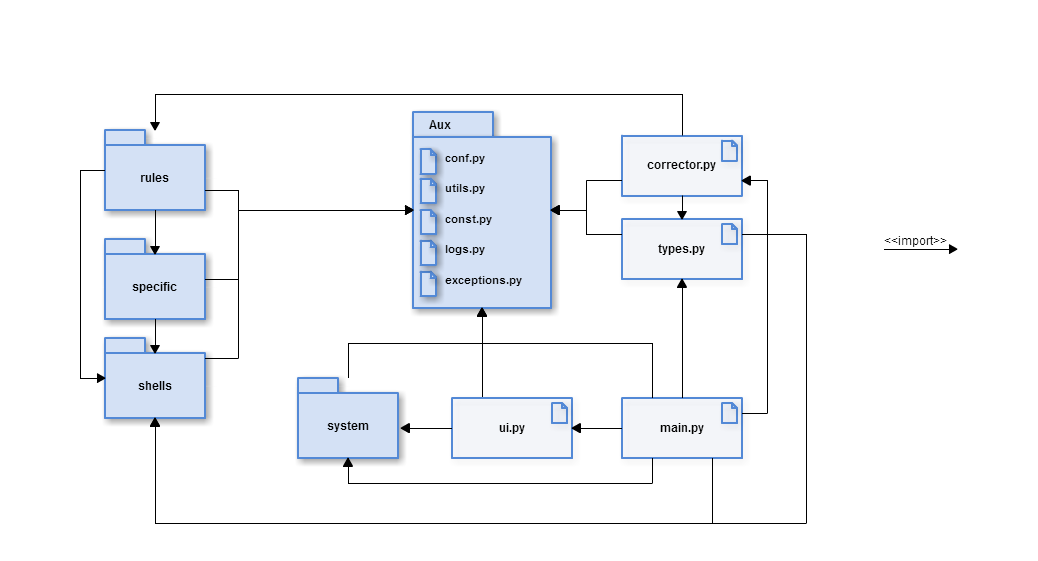 Aux
conf.py
utils.py
const.py
logs.py
exceptions.py
rules
specific
shells
corrector.py
types.py
<<import>>
system
ui.py
main.py